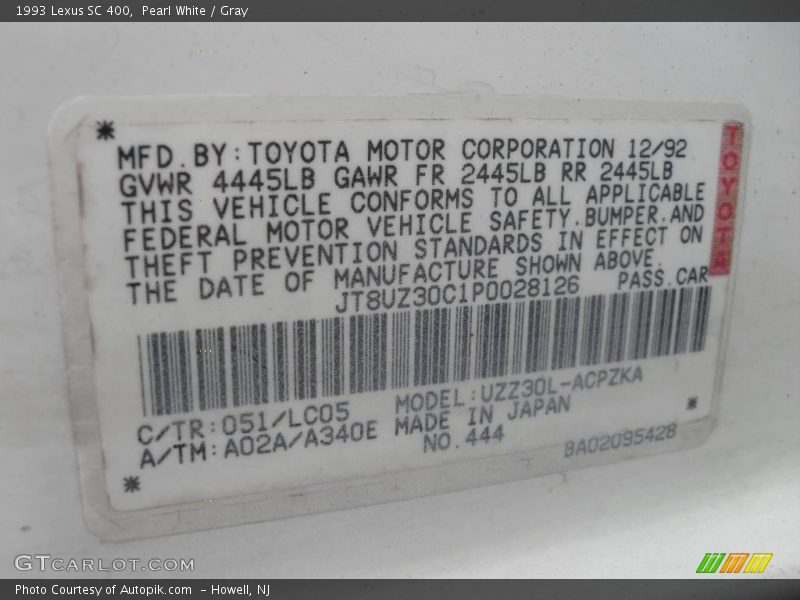 1993 Lexus SC 400, Pearl White / Gray
MFD.BY:TOYOTA MOTOR CORPORATION 12/92
GVWR 4445LB GAWR FR 2445LB RR 2445LB
THIS VEHICLE CONFORMS TO ALL APPLICABLE
FEDERAL MOTOR VEHICLE SAFETY,BUMPER,AND
THEFT PREVENTION STANDARDS IN EFFECT ON
THE DATE OF MANUFACTURE SHOWN ABOVE.
JT8UZ30C1P0028126 PASS.CAR
TOYOTA
C/TR:051/LC05 MODEL:UZZ30L-ACPZKA
A/TM:A02A/A340E MADE IN JAPAN
NO.444 BA02095428
GTCARLOT.COM
Photo Courtesy of Autopik.com - Howell, NJ